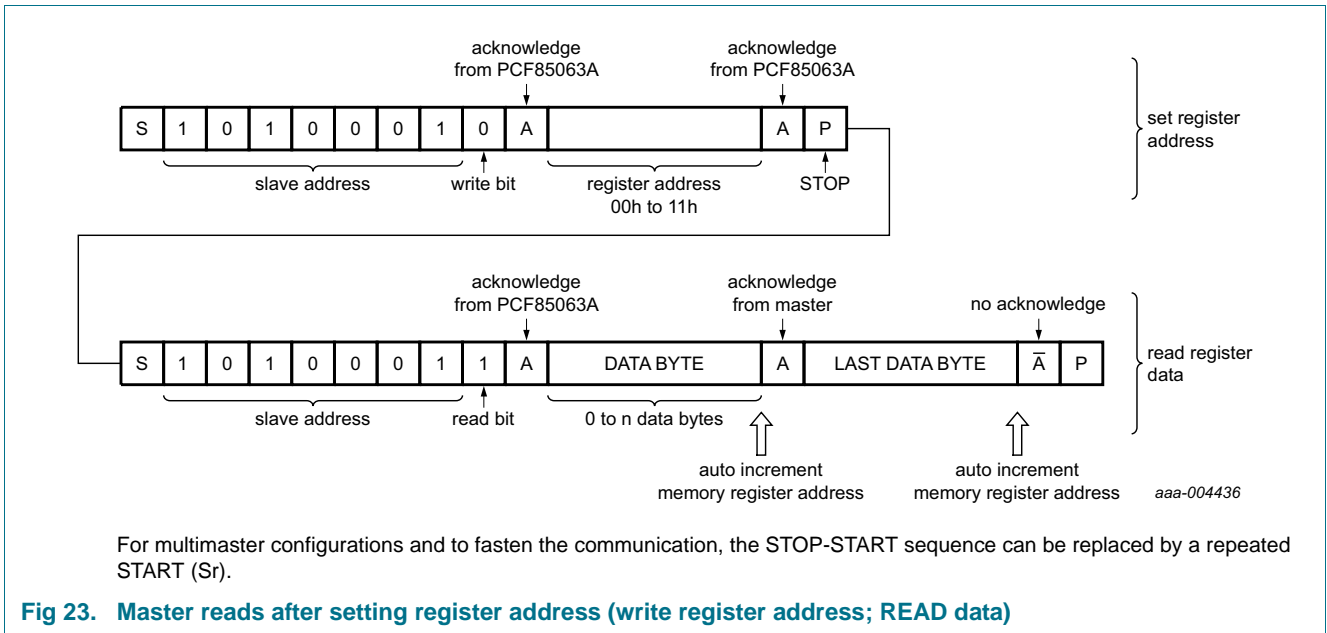 acknowledge
from PCF85063A
acknowledge
from PCF85063A
S 1 0 1 0 0 0 1 0 A A P
set register
address
slave address
write bit
register address
00h to 11h
STOP
acknowledge
from PCF85063A
acknowledge
from master
no acknowledge
S 1 0 1 0 0 0 1 1 A DATA BYTE A LAST DATA BYTE A̅ P
read register
data
slave address
read bit
0 to n data bytes
auto increment
memory register address
auto increment
memory register address
aaa-004436
For multimaster configurations and to fasten the communication, the STOP-START sequence can be replaced by a repeated
START (Sr).
Fig 23. Master reads after setting register address (write register address; READ data)